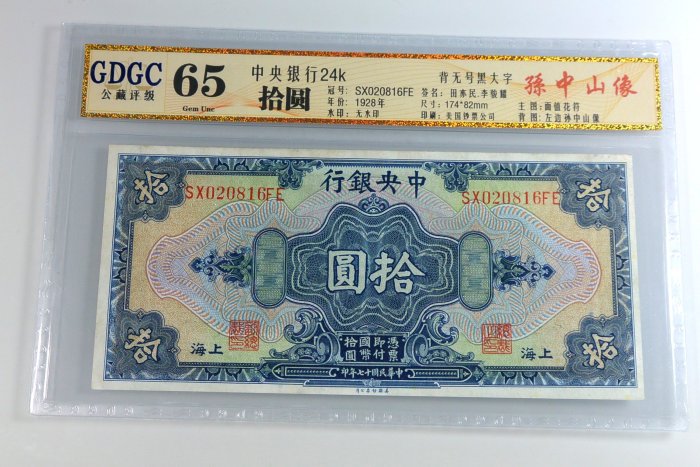 GDGC
公藏评级
65
Gem Unc
中央银行24k
拾圆
冠号: SX020816FE
年份: 1928年
水印: 无水印
背无号黑大字
签名: 田亦民.李骏耀
尺寸: 174*82mm
印刷: 美国钞票公司
孫中山像
主图: 面值花符
背图: 左边孙中山像
中央銀行
SX020816FE
SX020816FE
拾
拾
拾圓
憑票
即付
國幣
拾圓
上海
上海
拾
拾
中華民國十七年印